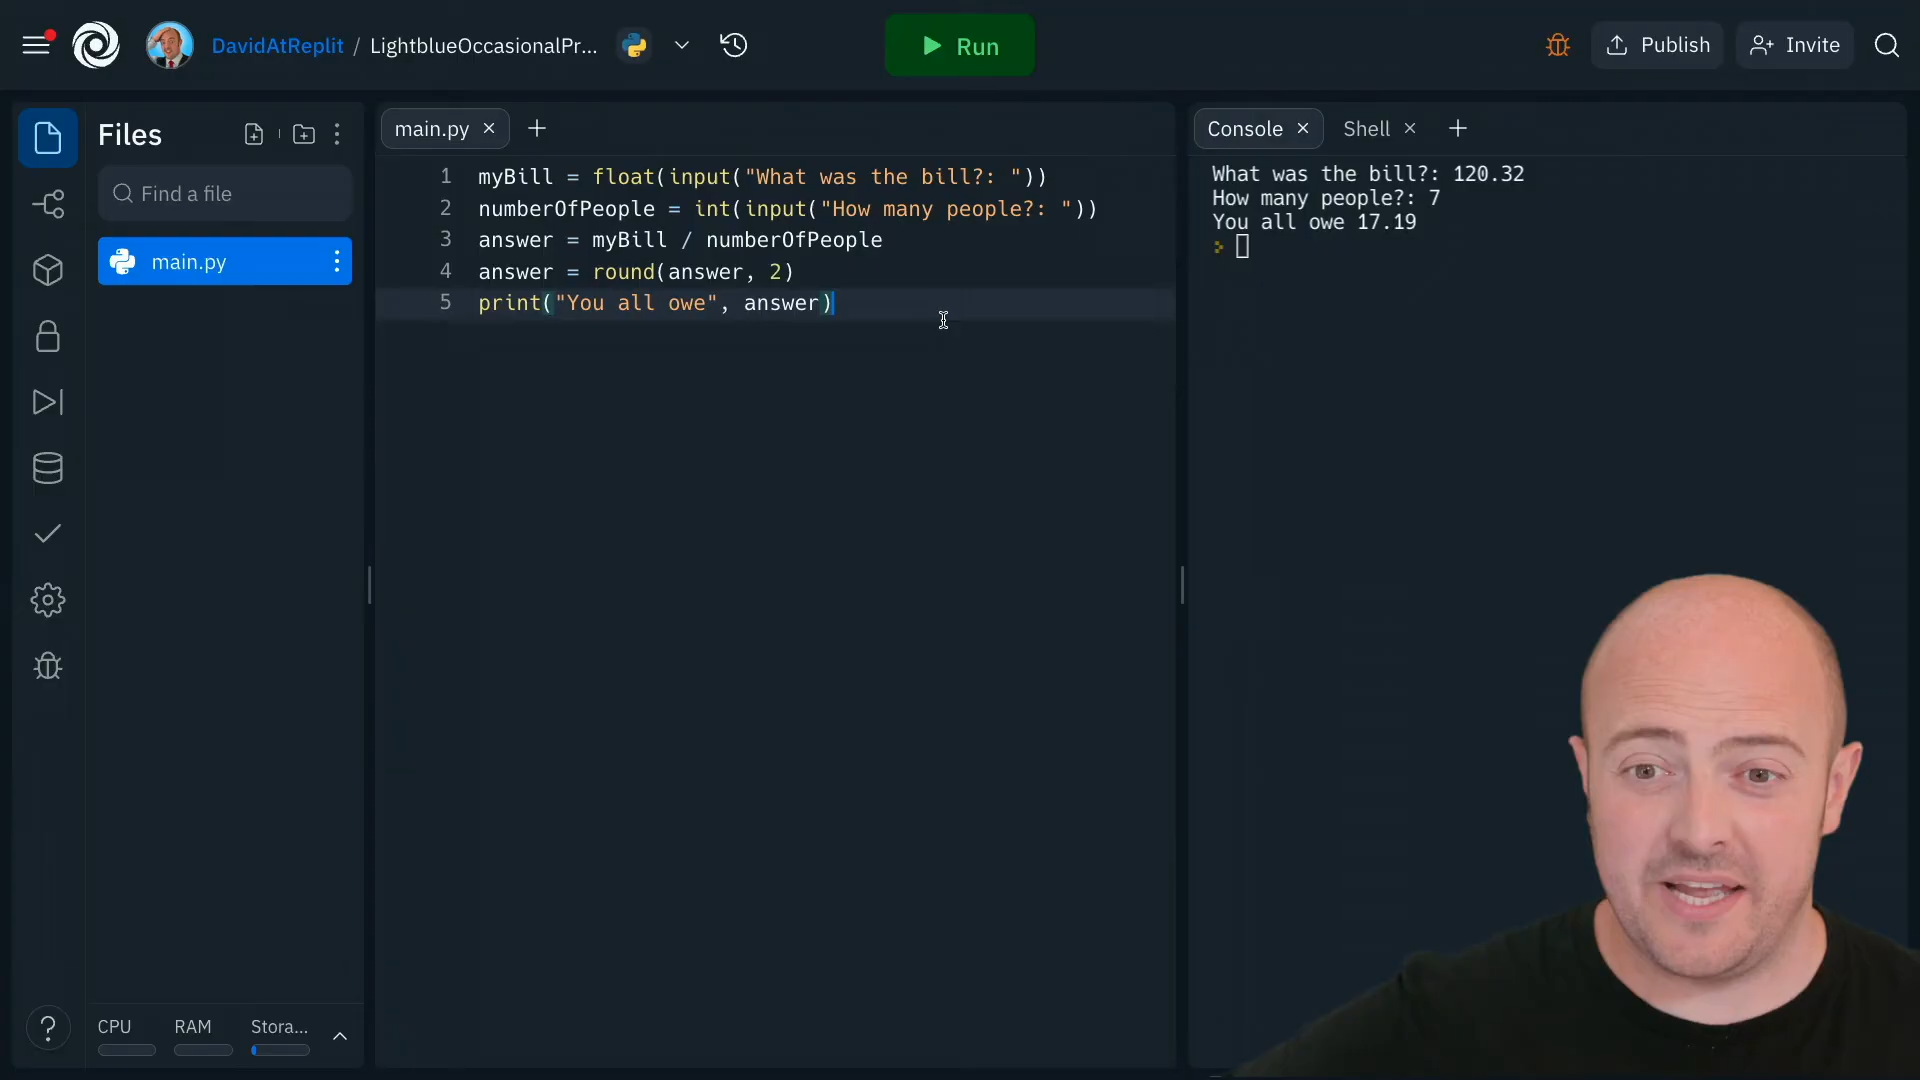 DavidAtReplit / LightblueOccasionalPr...
Run
Publish
Invite
Files
Find a file
main.py
CPU
RAM
Stora...
main.py
1 myBill = float(input("What was the bill?: "))
2 numberOfPeople = int(input("How many people?: "))
3 answer = myBill / numberOfPeople
4 answer = round(answer, 2)
5 print("You all owe", answer)
Console
Shell
What was the bill?: 120.32
How many people?: 7
You all owe 17.19